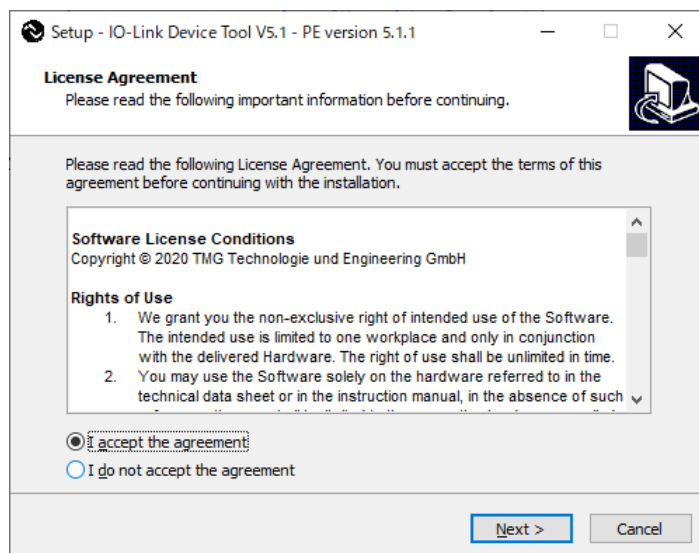 Setup - IO-Link Device Tool V5.1 - PE version 5.1.1
License Agreement
Please read the following important information before continuing.
Please read the following License Agreement. You must accept the terms of this
agreement before continuing with the installation.
Software License Conditions
Copyright © 2020 TMG Technologie und Engineering GmbH
Rights of Use
1. We grant you the non-exclusive right of intended use of the Software.
The intended use is limited to one workplace and only in conjunction
with the delivered Hardware. The right of use shall be unlimited in time.
2. You may use the Software solely on the hardware referred to in the
technical data sheet or in the instruction manual, in the absence of such
I accept the agreement
I do not accept the agreement
Next >
Cancel